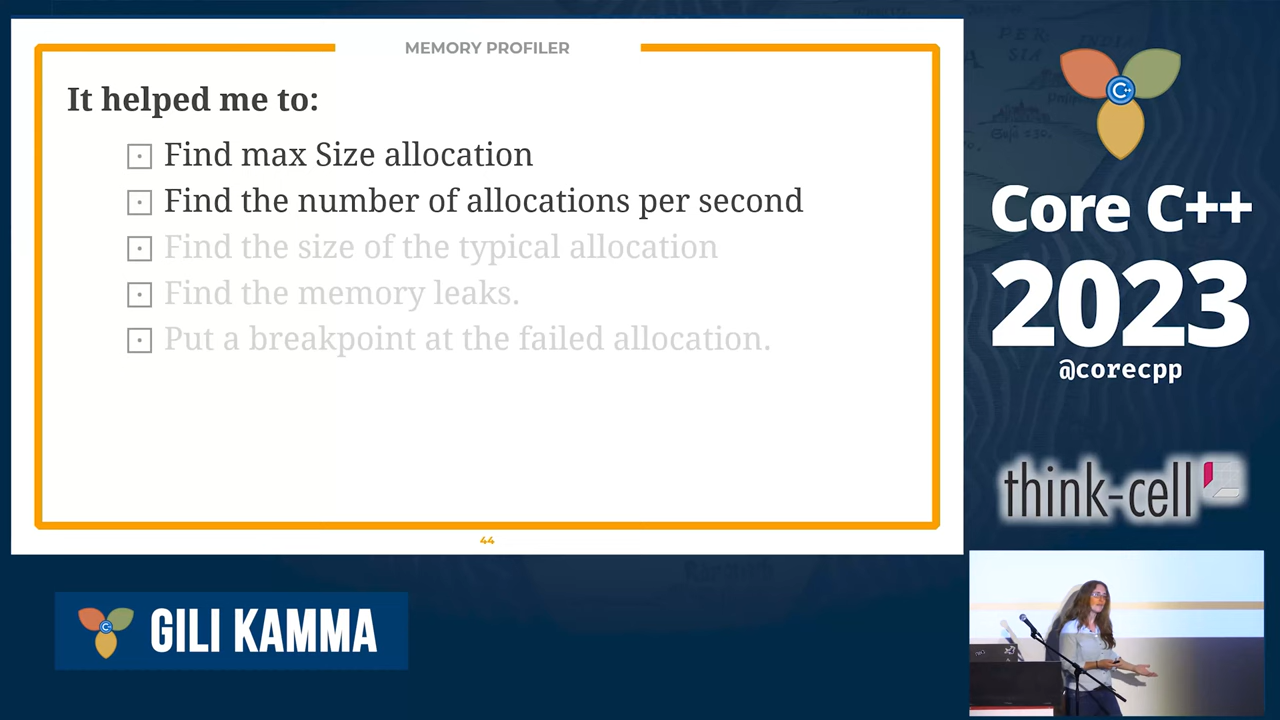 MEMORY PROFILER
It helped me to:
Find max Size allocation
Find the number of allocations per second
Find the size of the typical allocation
Find the memory leaks.
Put a breakpoint at the failed allocation.
44
C++
Core C++
2023
@corecpp
think-cell
GILI KAMMA